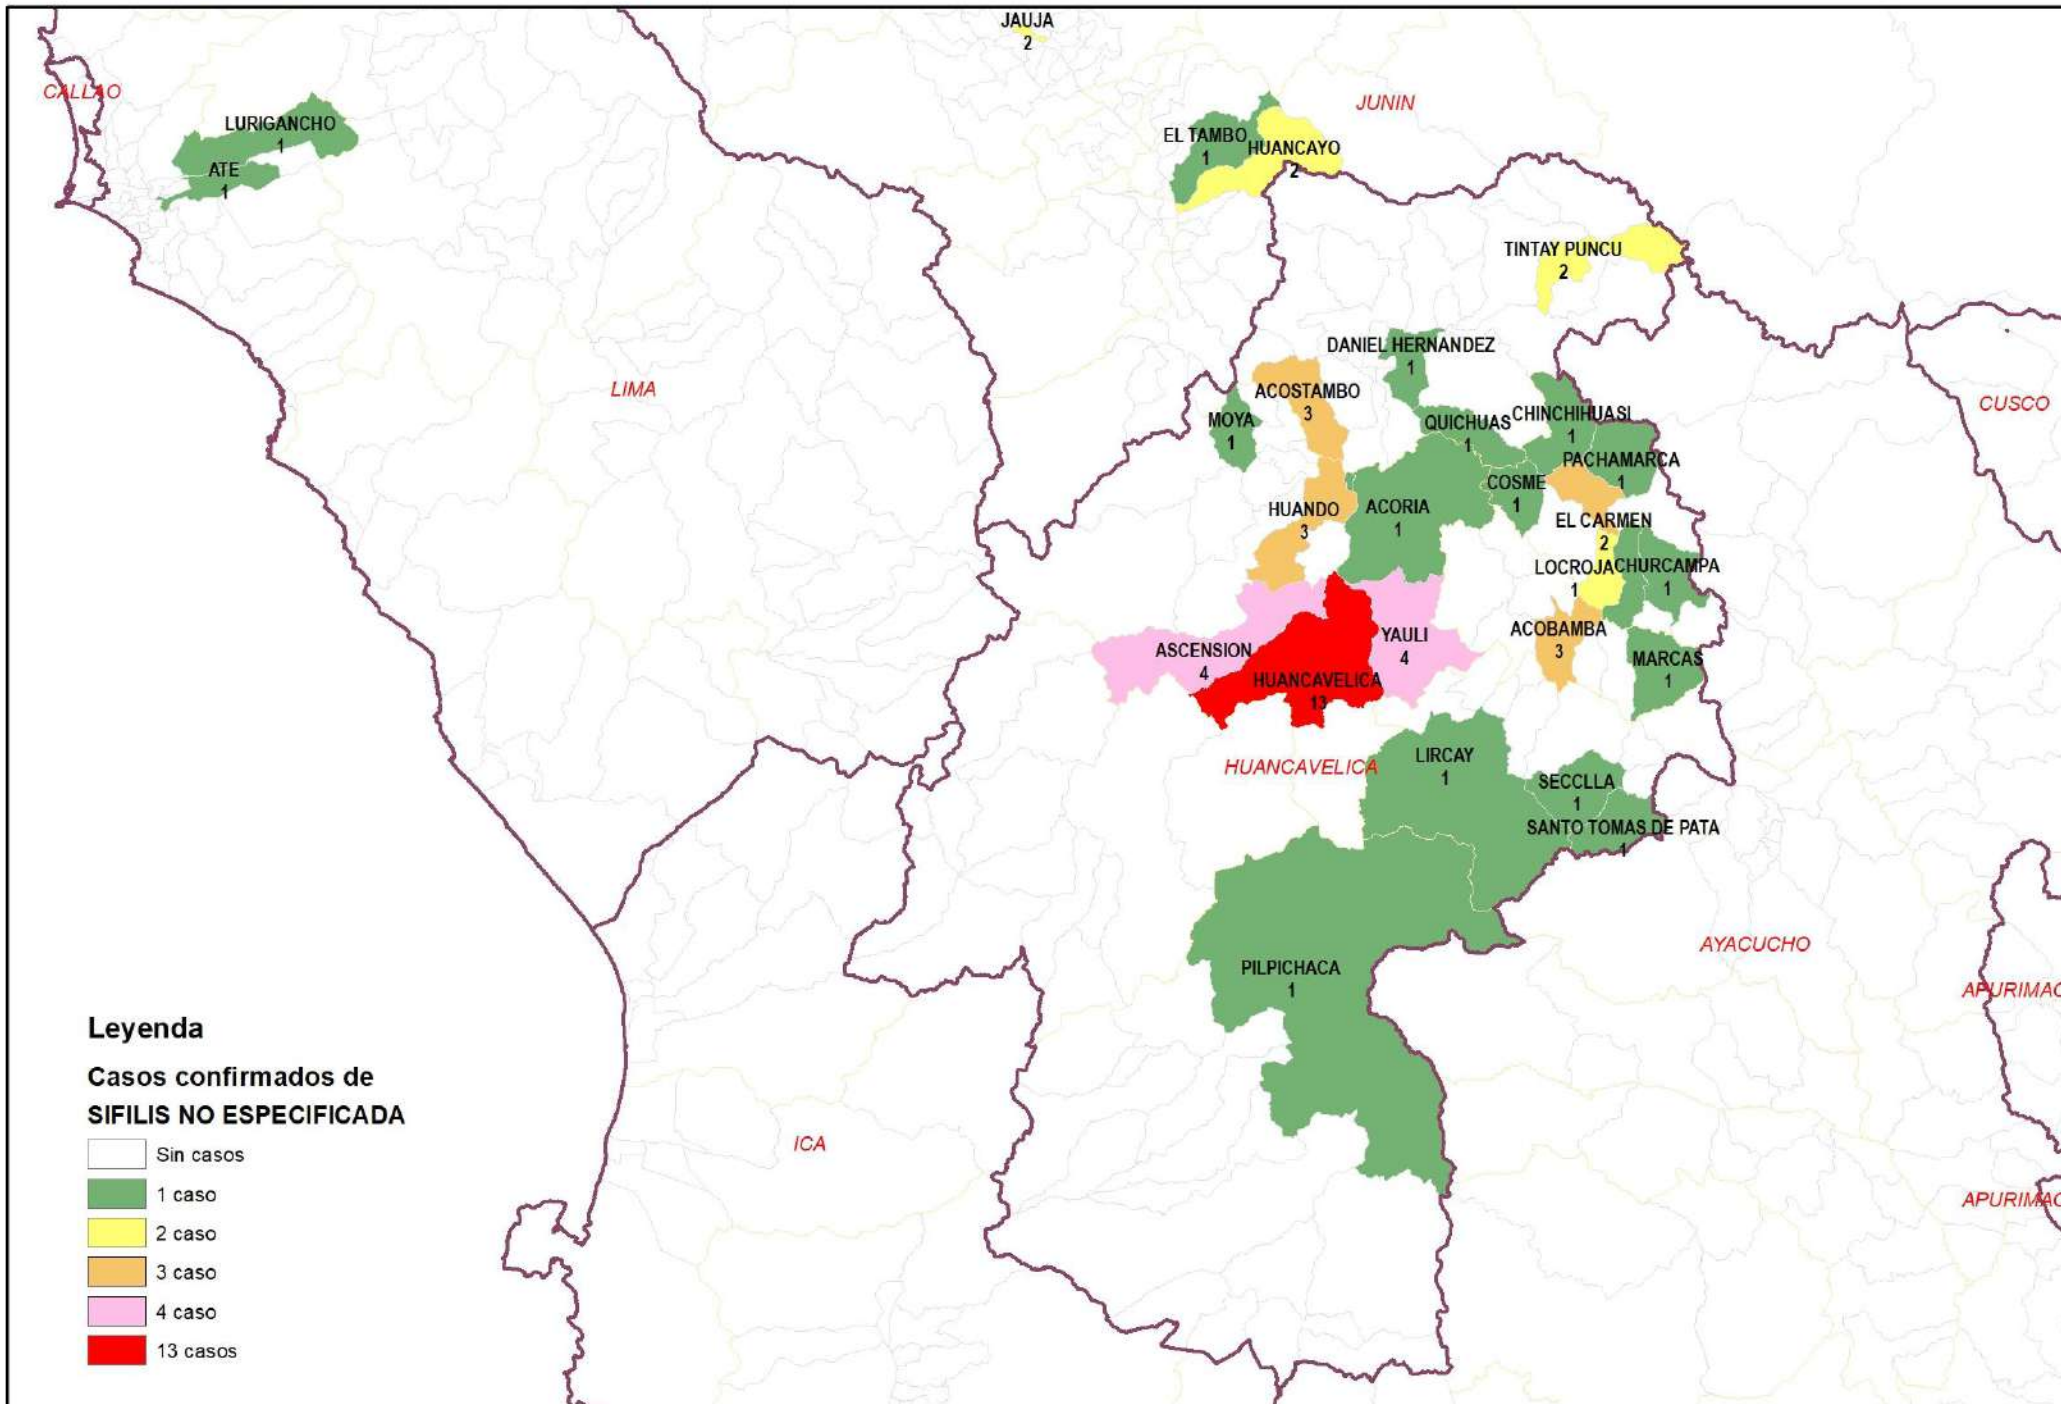 JAUJA
2
CALLAO
LURIGANCHO
1
ATE
1
JUNIN
EL TAMBO
1
HUANCAYO
2
TINTAY PUNCU
2
DANIEL HERNANDEZ
1
LIMA
CUSCO
ACOSTAMBO
3
MOYA
1
QUICHUAS
1
CHINCHIHUASI
1
PACHAMARCA
1
COSME
1
HUANDO
3
ACORIA
1
EL CARMEN
2
LOCROJA
1
CHURCAMPA
1
ACOBAMBA
3
ASCENSION
4
YAULI
4
MARCAS
1
HUANCAVELICA
13
HUANCAVELICA
LIRCAY
1
SECCLLA
1
SANTO TOMAS DE PATA
1
AYACUCHO
PILPICHACA
1
APURIMAC
ICA
APURIMAC
Leyenda
Casos confirmados de
SIFILIS NO ESPECIFICADA
Sin casos
1 caso
2 caso
3 caso
4 caso
13 casos